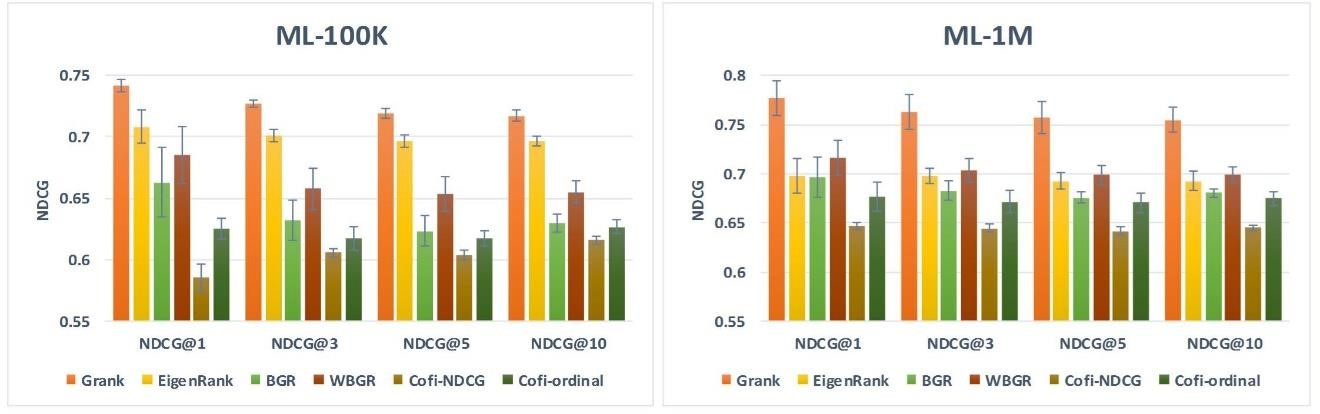 ML-100K
NDCG
0.75
0.7
0.65
0.6
0.55
NDCG@1 NDCG@3 NDCG@5 NDCG@10
Grank EigenRank BGR WBGR Cofi-NDCG Cofi-ordinal
ML-1M
NDCG
0.8
0.75
0.7
0.65
0.6
0.55
NDCG@1 NDCG@3 NDCG@5 NDCG@10
Grank EigenRank BGR WBGR Cofi-NDCG Cofi-ordinal